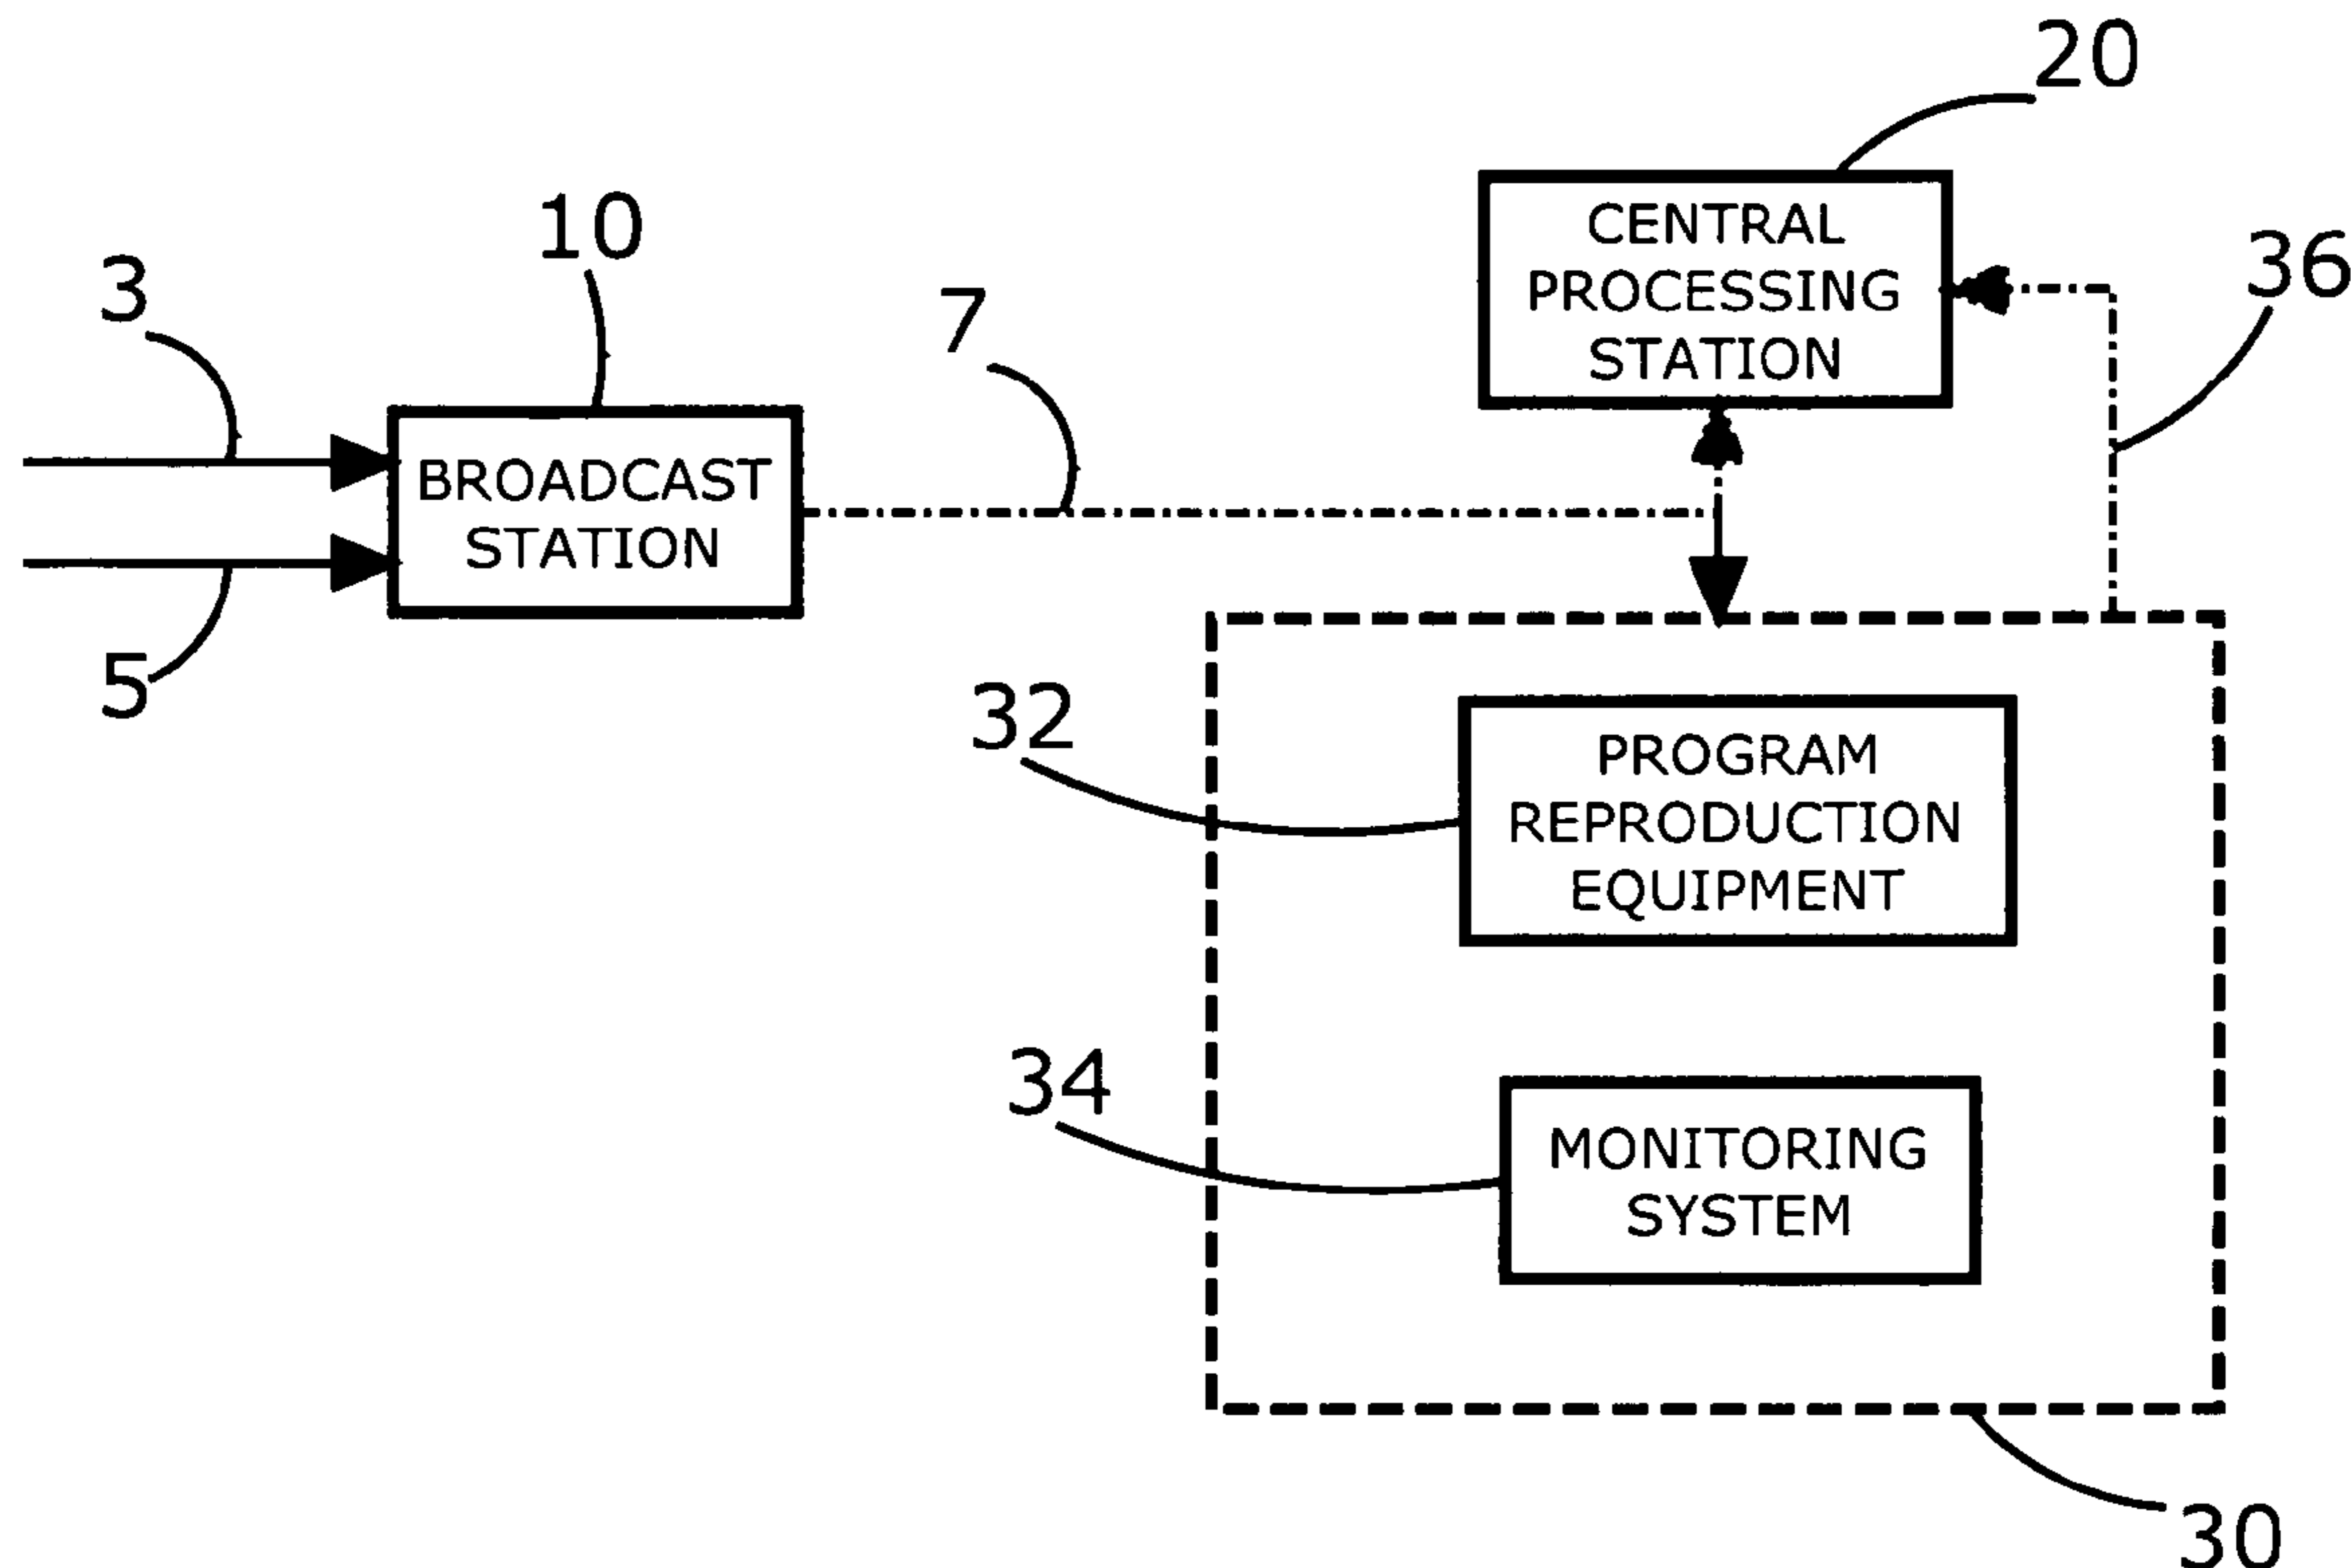 20
CENTRAL
PROCESSING
STATION
36
10
3
7
BROADCAST
STATION
5
32
PROGRAM
REPRODUCTION
EQUIPMENT
34
MONITORING
SYSTEM
30